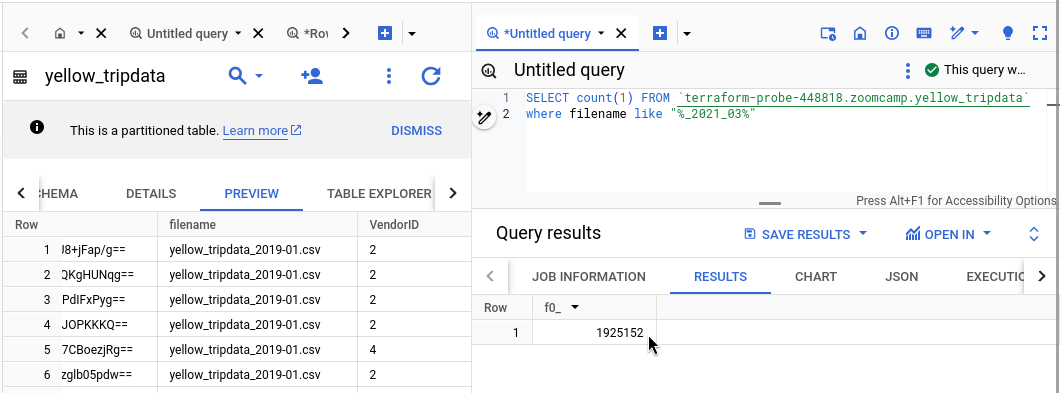 Untitled query
*Rov
yellow_tripdata
This is a partitioned table. Learn more
DISMISS
HEMA
DETAILS
PREVIEW
TABLE EXPLORER
Row filename VendorID
1 J8+jFap/g== yellow_tripdata_2019-01.csv 2
2 QKgHUNqg== yellow_tripdata_2019-01.csv 2
3 PdIFxPyg== yellow_tripdata_2019-01.csv 2
4 JOPKKKQ== yellow_tripdata_2019-01.csv 2
5 7CBoezjRg== yellow_tripdata_2019-01.csv 4
6 zglb05pdw== yellow_tripdata_2019-01.csv 2
*Untitled query
Untitled query
This query w...
1 SELECT count(1) FROM `terraform-probe-448818.zoomcamp.yellow_tripdata`
2 where filename like "%_2021_03%"
Press Alt+F1 for Accessibility Options
Query results
SAVE RESULTS
OPEN IN
JOB INFORMATION
RESULTS
CHART
JSON
EXECUTIO
Row f0_
1 1925152